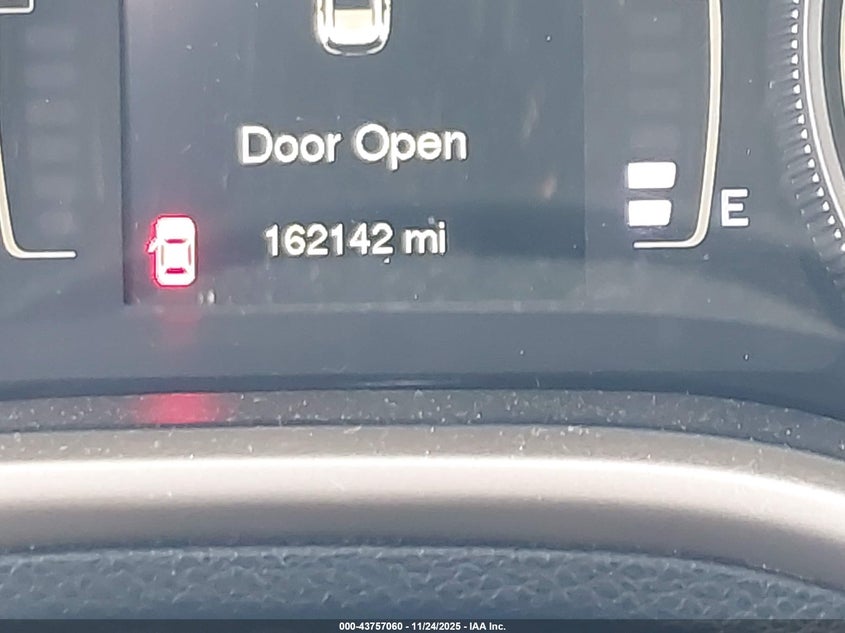 Door Open
E
162142 mi
000-43757060 - 11/24/2025 - IAA Inc.